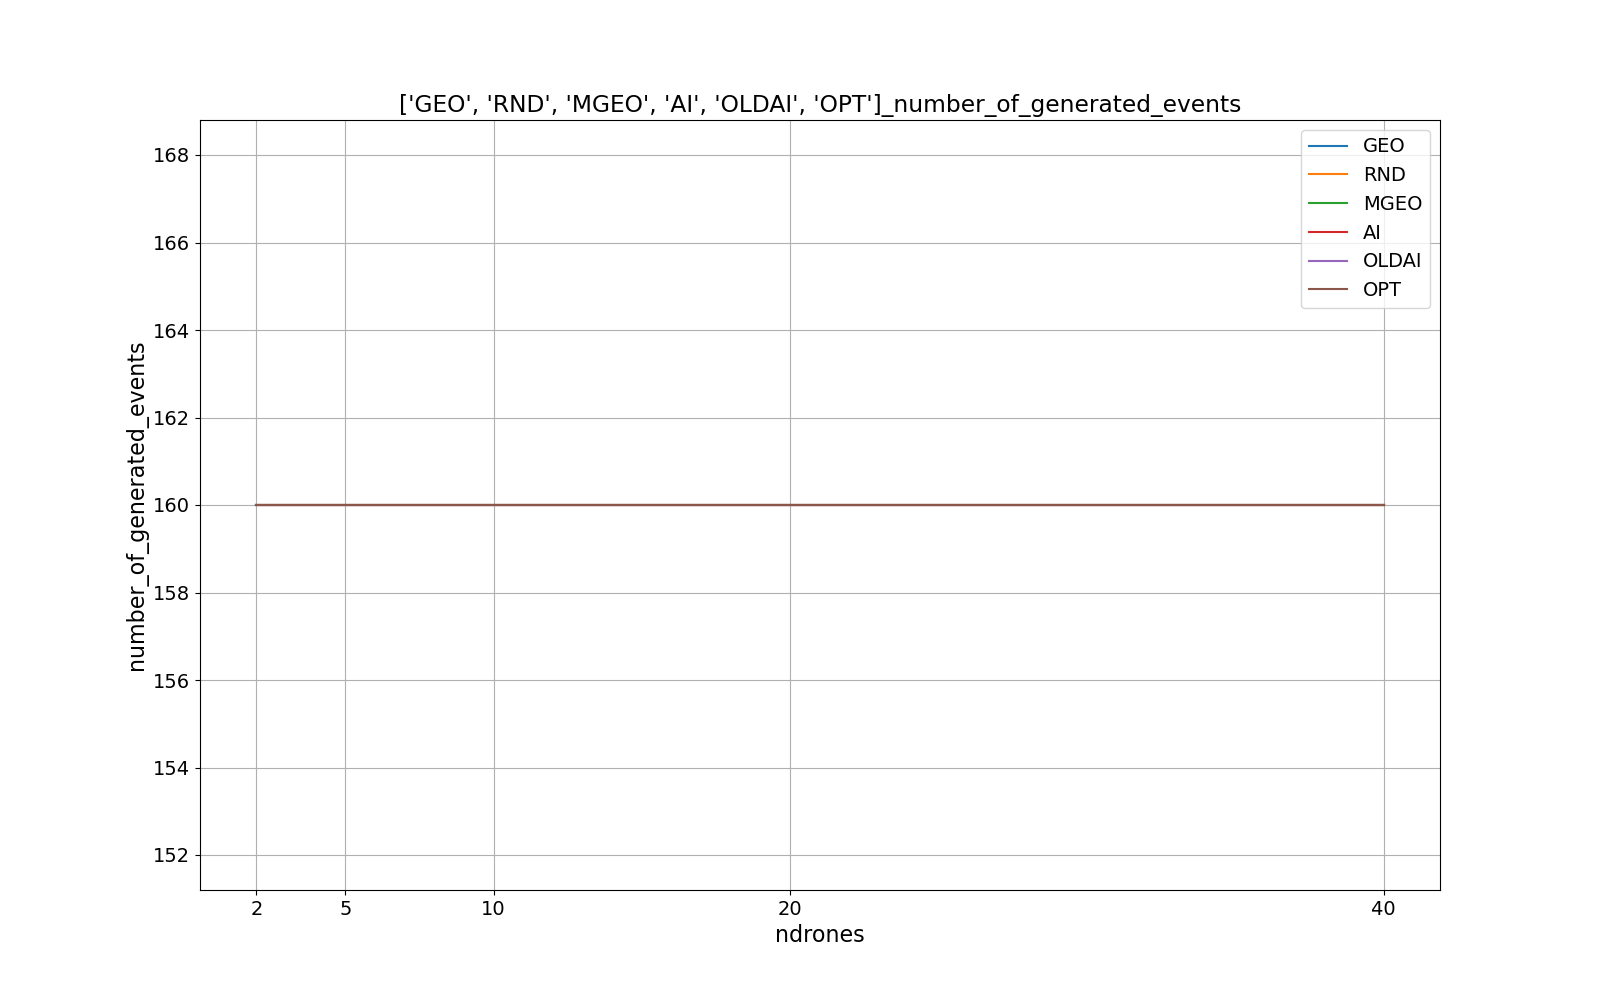 ['GEO', 'RND', 'MGEO', 'AI', 'OLDAI', 'OPT']_number_of_generated_events
GEO
RND
MGEO
AI
OLDAI
OPT
number_of_generated_events
168
166
164
162
160
158
156
154
152
2 5 10 20 40
ndrones